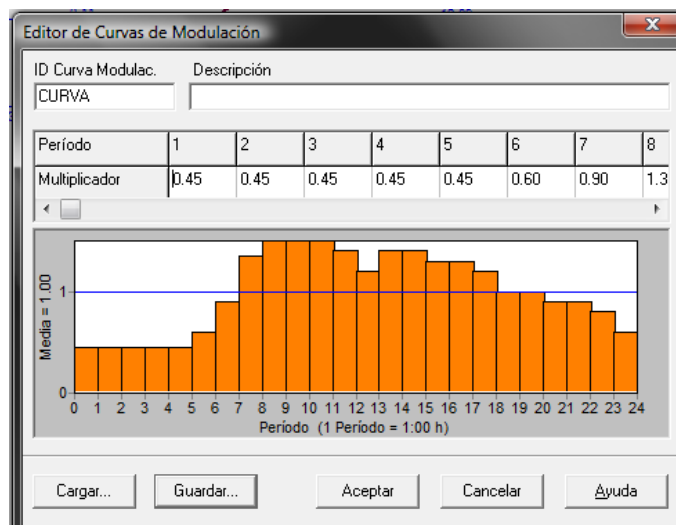 Editor de Curvas de Modulación
ID Curva Modulac. Descripción
CURVA
Período 1 2 3 4 5 6 7 8
Multiplicador 0.45 0.45 0.45 0.45 0.45 0.60 0.90 1.3
Media = 1.00
1
0
0 1 2 3 4 5 6 7 8 9 10 11 12 13 14 15 16 17 18 19 20 21 22 23 24
Período (1 Período = 1:00 h)
Cargar... Guardar... Aceptar Cancelar Ayuda